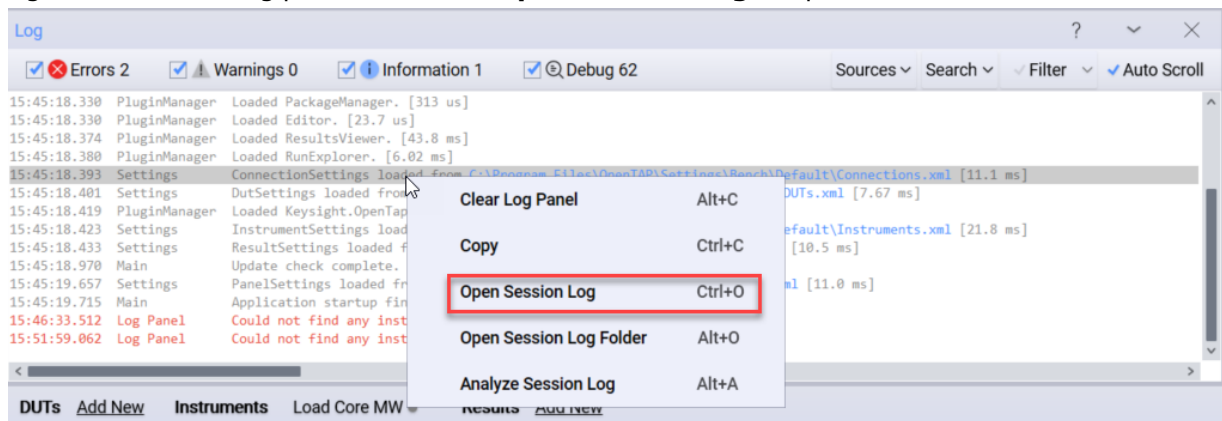 Log ?
Errors 2 Warnings 0 Information 1 Debug 62 Sources Search Filter Auto Scroll
15:45:18.330 PluginManager Loaded PackageManager. [313 us]
15:45:18.330 PluginManager Loaded Editor. [23.7 us]
15:45:18.374 PluginManager Loaded ResultsViewer. [43.8 ms]
15:45:18.380 PluginManager Loaded RunExplorer. [6.02 ms]
15:45:18.393 Settings ConnectionSettings loaded from C:\Program Files\OpenTAP\Settings\Bench\Default\Connections.xml [11.1 ms]
15:45:18.401 Settings DutSettings loaded from DUTs.xml [7.67 ms]
15:45:18.419 PluginManager Loaded Keysight.OpenTap
15:45:18.423 Settings InstrumentSettings load efault\Instruments.xml [21.8 ms]
15:45:18.433 Settings ResultSettings loaded f [10.5 ms]
15:45:18.970 Main Update check complete.
15:45:19.657 Settings PanelSettings loaded fr ml [11.0 ms]
15:45:19.715 Main Application startup fin
15:46:33.512 Log Panel Could not find any inst
15:51:59.062 Log Panel Could not find any inst
Clear Log Panel Alt+C
Copy Ctrl+C
Open Session Log Ctrl+O
Open Session Log Folder Alt+O
Analyze Session Log Alt+A
DUTs Add New Instruments Load Core MW Results Add New